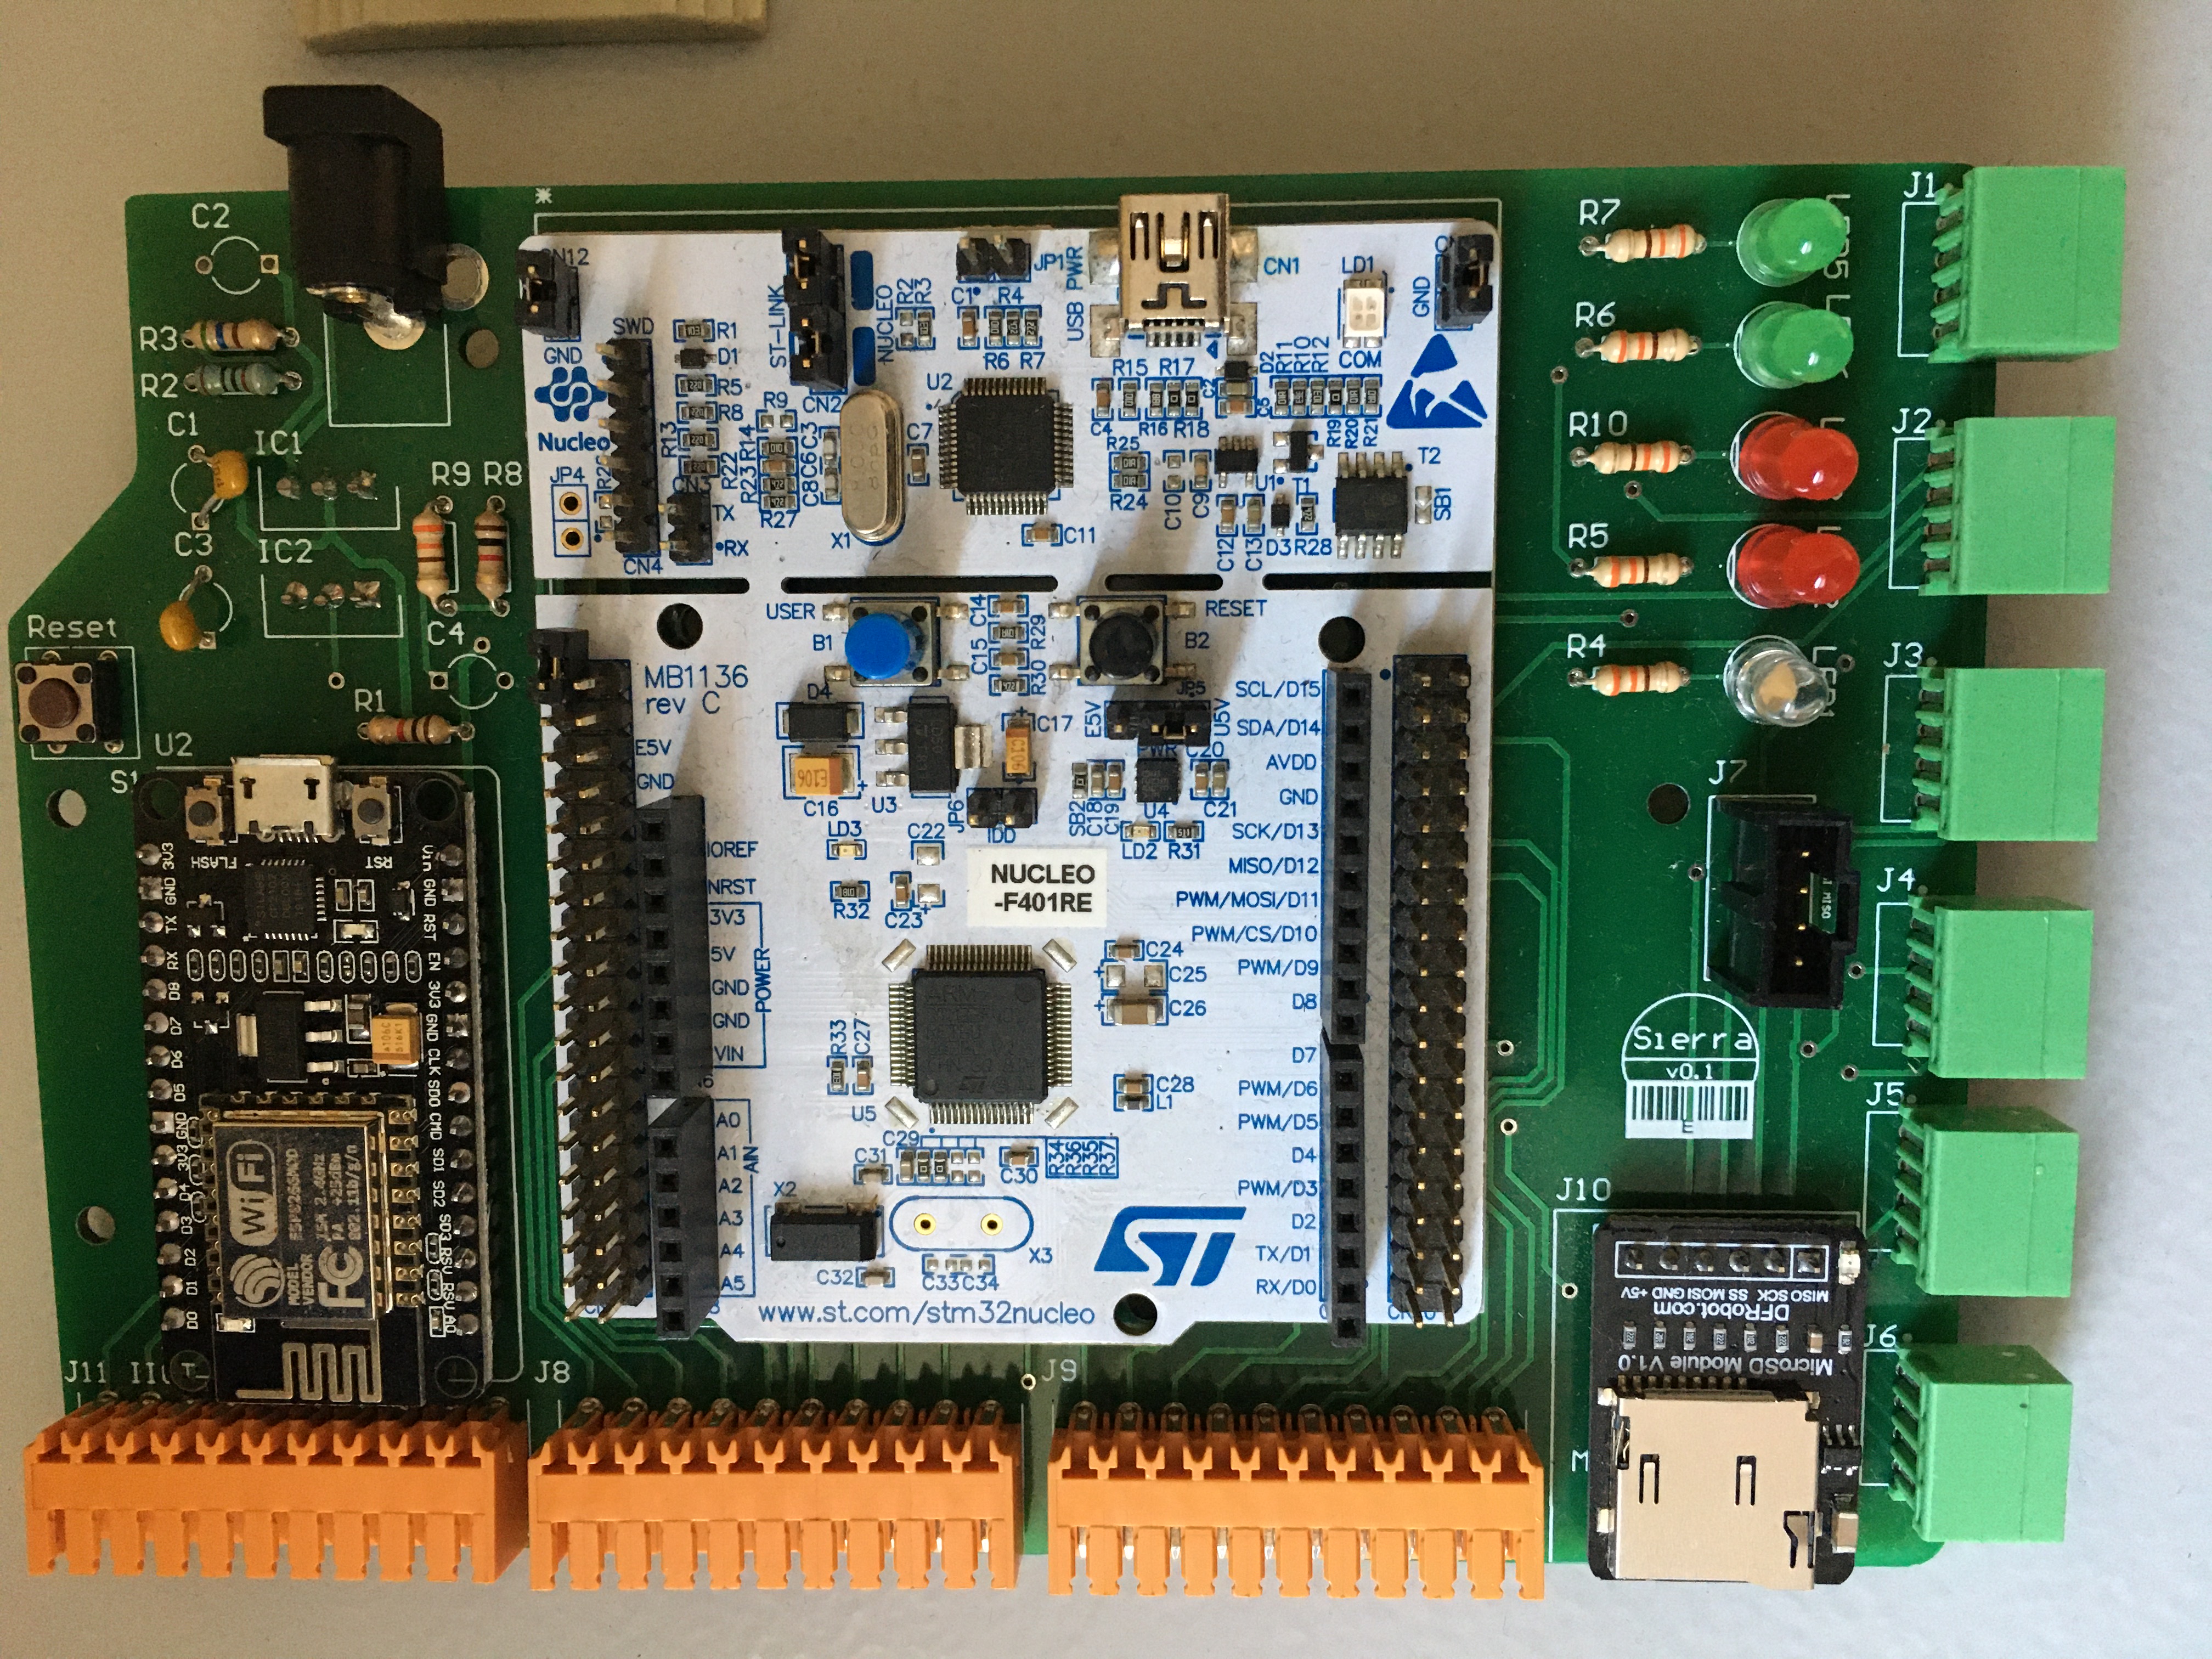 Reset
J11
S1
U2
C3
C1
R2
R3
C2
IC2
IC1
R1
C4
R9
R8
D0
D1
D2
D3
D4
3V3
GND
D5
D6
D7
D8
RX
TX
GND
3V3
FLASH
WiFi
MODEL
VENDOR
ESP8266MOD
ISM 2.4GHz
PA +25dBm
802.11b/g/n
FC
106C
RST
A0
RSV
RSV
SD3
SD2
SD1
CMD
SD0
CLK
GND
3V3
EN
RST
GND
Vin
J8
J9
JP4
Nucleo
GND
CN12
CN4
SWD
MB1136
rev C
E5V
GND
A5
A4
A3
A2
A1
A0
AIN
VIN
GND
GND
5V
3V3
NRST
IOREF
POWER
RX
TX
CN3
R13
R22
R8
R5
D1
R1
R23
R14
R27
R9
ST-LINK
C8
C6
C3
CN2
X1
NUCLEO
R2
R3
C7
U2
C1
R6
R4
R7
JP1
C11
USB PWR
www.st.com/stm32nucleo
X2
C32
C31
C29
R33
C27
U5
R32
LD3
C16
E106
D4
U3
USER
B1
C23
C22
JP6
IDD
C106
C17
C15
C14
R30
R29
C33
C34
X3
C30
R34
R36
R35
R37
NUCLEO
-F401RE
ST
L1
C28
C26
C25
C24
SB2
C18
C19
LD2
U4
R31
E5V
U5V
JP5
C20
C21
B2
RESET
C4
R15
R24
R25
R16
R17
R18
C10
C9
C12
C13
D3
R28
U1
T1
D2
R11
R10
R12
R19
R20
R21
COM
LD1
CN1
T2
SB1
GND
RX/D0
TX/D1
D2
PWM/D3
D4
PWM/D5
PWM/D6
D7
D8
PWM/D9
PWM/CS/D10
PWM/MOSI/D11
MISO/D12
SCK/D13
GND
AVDD
SDA/D14
SCL/D15
J10
R4
R5
R10
R6
R7
MicroSD Module V1.0
DFRobot.com
MISO SCK SS MOSI GND +5V
Sierra
v0.1
E
J7
MISO
J6
J5
J4
J3
J2
J1